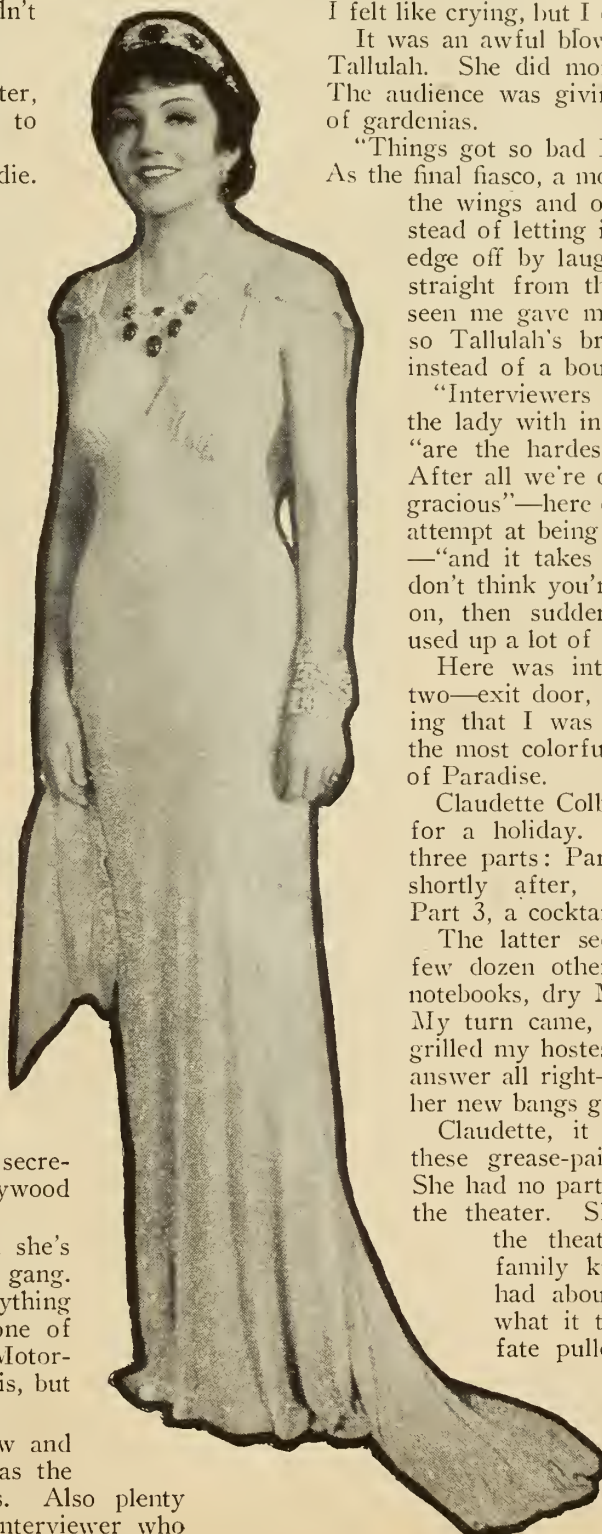 ln't
ter,
to
die.
secre-
ywood
she's
gang.
ything
one of
Motor-
is, but
w and
as the
s. Also plenty
nterviewer who
I felt like crying, but I
It was an awful blow
Tallulah. She did mo
The audience was givin
of gardenias.
"Things got so bad I
As the final fiasco, a mo
the wings and o
stead of letting i
edge off by laug
straight from th
seen me gave m
so Tallulah's br
instead of a bou
"Interviewers
the lady with in
"are the hardes
After all we're o
gracious"—here
attempt at being
—"and it takes
don't think you'r
on, then sudden
used up a lot of
Here was int
two—exit door,
ing that I was
the most colorfu
of Paradise.
Claudette Coll
for a holiday.
three parts: Par
shortly after,
Part 3, a cockta
The latter se
few dozen othe
notebooks, dry M
My turn came,
grilled my hostes
answer all right—
her new bangs g
Claudette, it
these grease-pai
She had no part
the theater. S
the theat
family k
had abou
what it t
fate pull